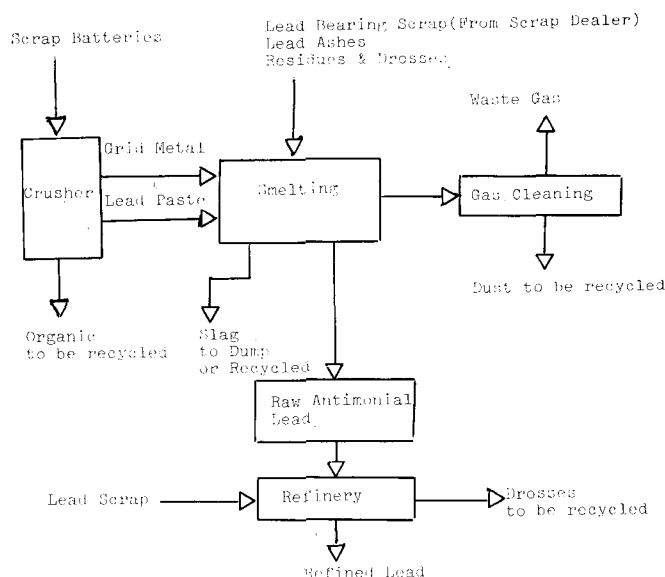 Scrap Batteries
Lead Bearing Scrap(From Scrap Dealer)
Lead Ashes
Residues & Drosses
Waste Gas
Grid Metal
Crusher
Lead Paste
Smelting
Gas Cleaning
Dust to be recycled
Organic
to be recycled
Slag
to Dump
or Recycled
Raw Antimonial
Lead
Lead Scrap
Refinery
Drosses
to be recycled
Refined Lead